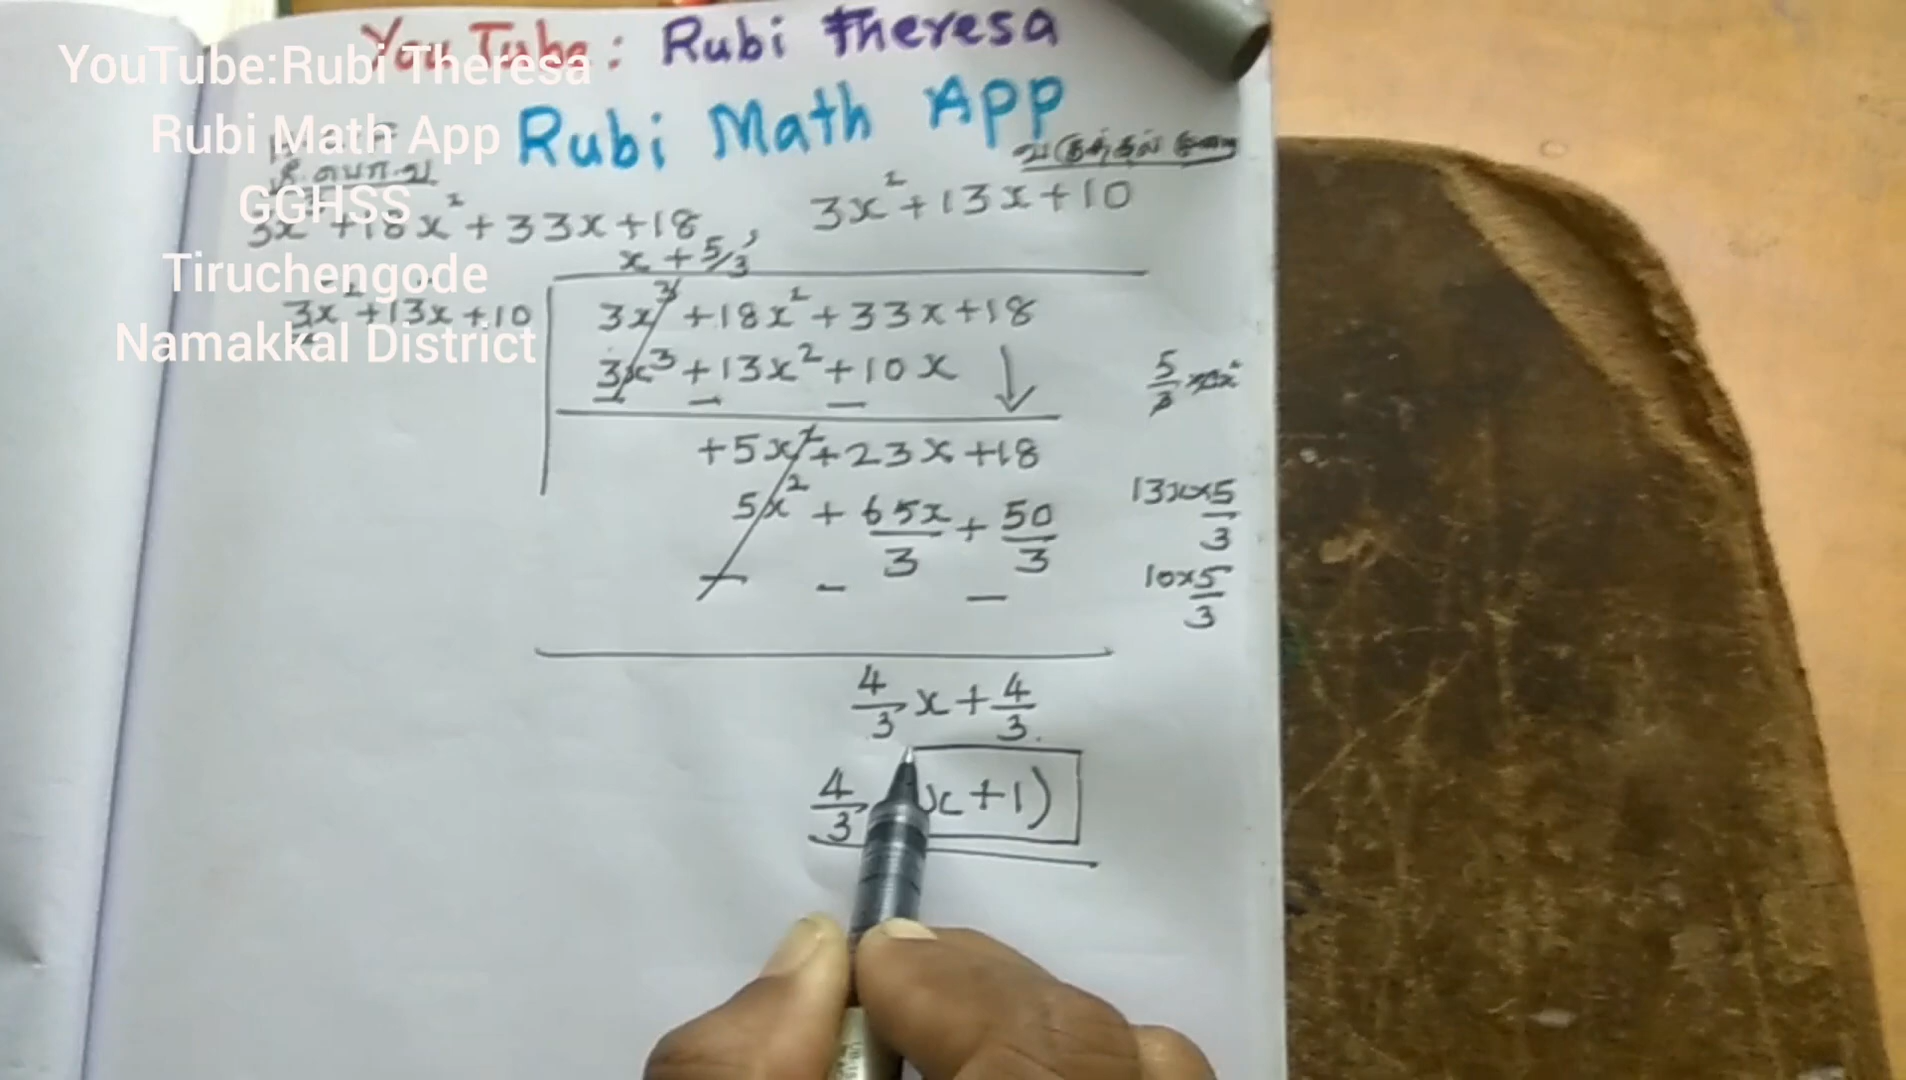 YouTube: Rubi Theresa
YouTube:Rubi Theresa
Rubi Math App
Rubi Math App
GGHSS
Tiruchengode
Namakkal District
3x³+18x²+33x+18, 3x²+13x+10
x + 5/3
3x²+13x+10
3x³+18x²+33x+18
3x³+13x²+10x
- - -
+5x²+23x+18
5x² + 65x/3 + 50/3
- - -
13x×5/3
10×5/3
4/3 x + 4/3
4/3 x+1)